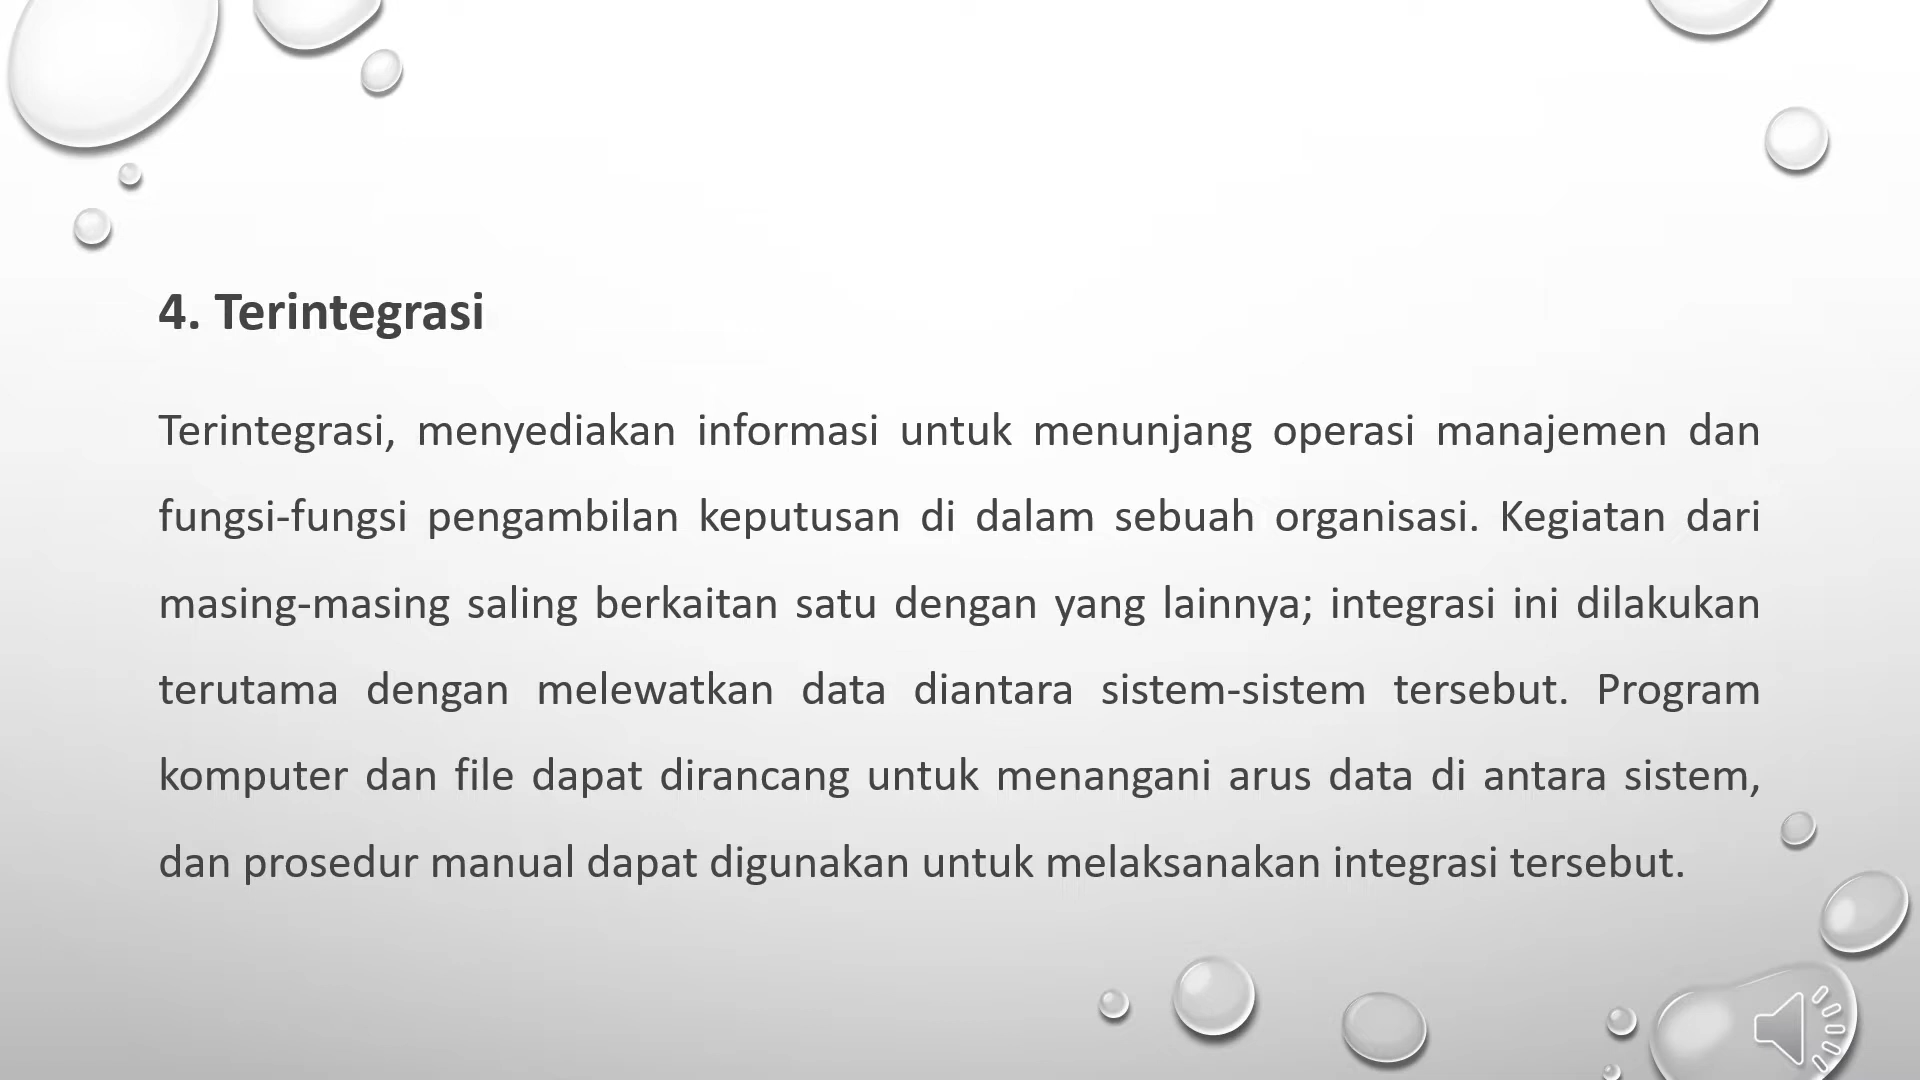 4. Terintegrasi
Terintegrasi, menyediakan informasi untuk menunjang operasi manajemen dan
fungsi-fungsi pengambilan keputusan di dalam sebuah organisasi. Kegiatan dari
masing-masing saling berkaitan satu dengan yang lainnya; integrasi ini dilakukan
terutama dengan melewatkan data diantara sistem-sistem tersebut. Program
komputer dan file dapat dirancang untuk menangani arus data di antara sistem,
dan prosedur manual dapat digunakan untuk melaksanakan integrasi tersebut.